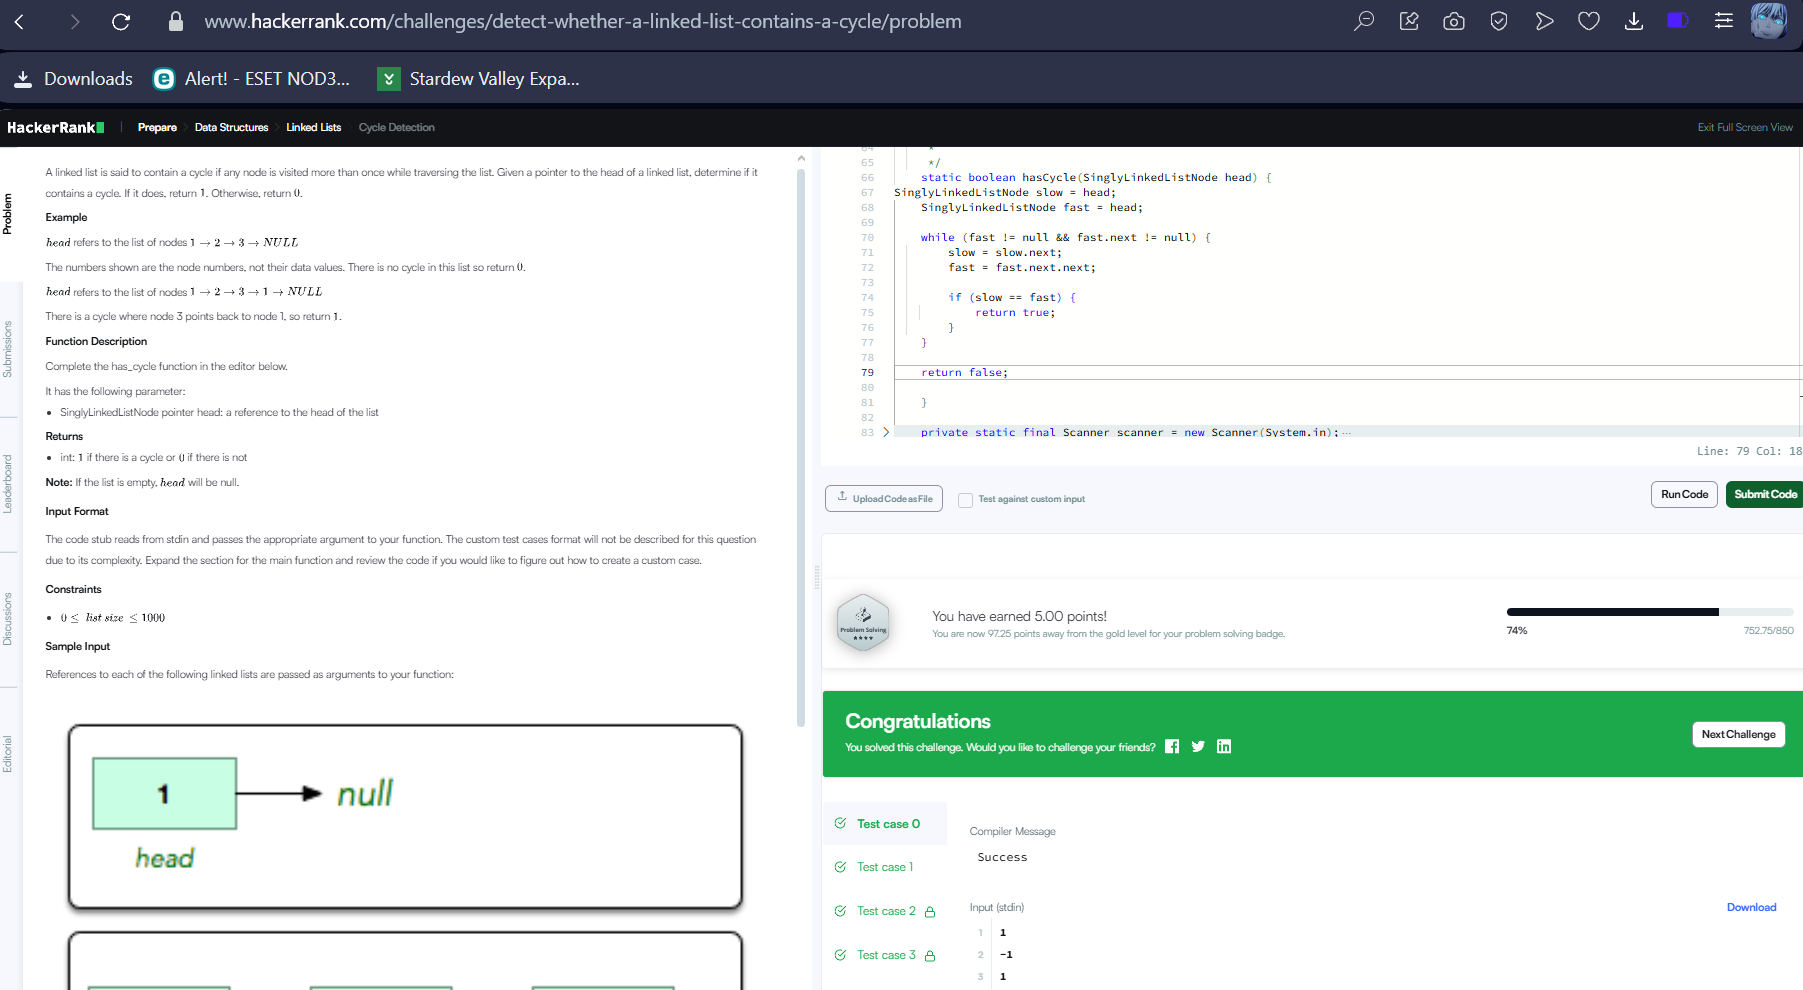 www.hackerrank.com/challenges/detect-whether-a-linked-list-contains-a-cycle/problem
Downloads
Alert! - ESET NOD3...
Stardew Valley Expa...
HackerRank
Prepare
Data Structures
Linked Lists
Cycle Detection
Exit Full Screen View
Problem
Submissions
Leaderboard
Discussions
Editorial
A linked list is said to contain a cycle if any node is visited more than once while traversing the list. Given a pointer to the head of a linked list, determine if it
contains a cycle. If it does, return 1. Otherwise, return 0.
Example
head refers to the list of nodes 1 → 2 → 3 → NULL
The numbers shown are the node numbers, not their data values. There is no cycle in this list so return 0.
head refers to the list of nodes 1 → 2 → 3 → 1 → NULL
There is a cycle where node 3 points back to node 1, so return 1.
Function Description
Complete the has_cycle function in the editor below.
It has the following parameter:
• SinglyLinkedListNode pointer head: a reference to the head of the list
Returns
• int: 1 if there is a cycle or 0 if there is not
Note: If the list is empty, head will be null.
Input Format
The code stub reads from stdin and passes the appropriate argument to your function. The custom test cases format will not be described for this question
due to its complexity. Expand the section for the main function and review the code if you would like to figure out how to create a custom case.
Constraints
• 0 ≤ list size ≤ 1000
Sample Input
References to each of the following linked lists are passed as arguments to your function:
1
null
head
64 *
65 */
66 static boolean hasCycle(SinglyLinkedListNode head) {
67 SinglyLinkedListNode slow = head;
68 SinglyLinkedListNode fast = head;
69
70 while (fast != null && fast.next != null) {
71 slow = slow.next;
72 fast = fast.next.next;
73
74 if (slow == fast) {
75 return true;
76 }
77 }
78
79 return false;
80
81 }
82
83 private static final Scanner scanner = new Scanner(System.in);···
Line: 79 Col: 18
Upload Code as File
Test against custom input
Run Code
Submit Code
Problem Solving
You have earned 5.00 points!
You are now 97.25 points away from the gold level for your problem solving badge.
74%
752.75/850
Congratulations
You solved this challenge. Would you like to challenge your friends?
Next Challenge
Test case 0
Test case 1
Test case 2
Test case 3
Compiler Message
Success
Input (stdin)
Download
1 1
2 -1
3 1